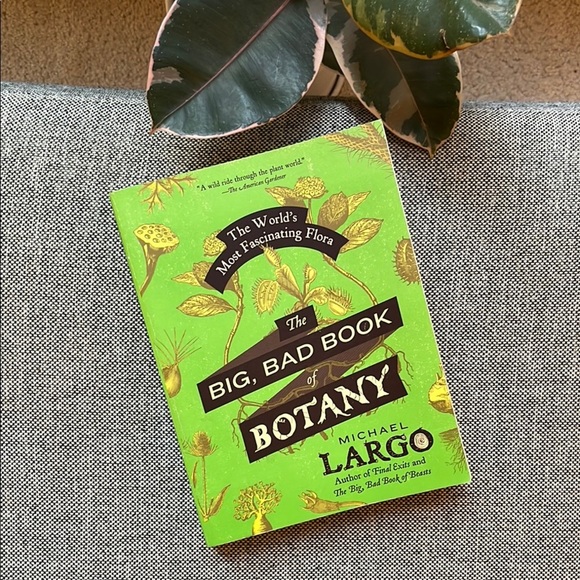 "A wild ride through the plant world."
—The American Gardener
The World's
Most Fascinating Flora
The
BIG, BAD BOOK
of
BOTANY
MICHAEL
LARGO
Author of Final Exits and
The Big, Bad Book of Beasts